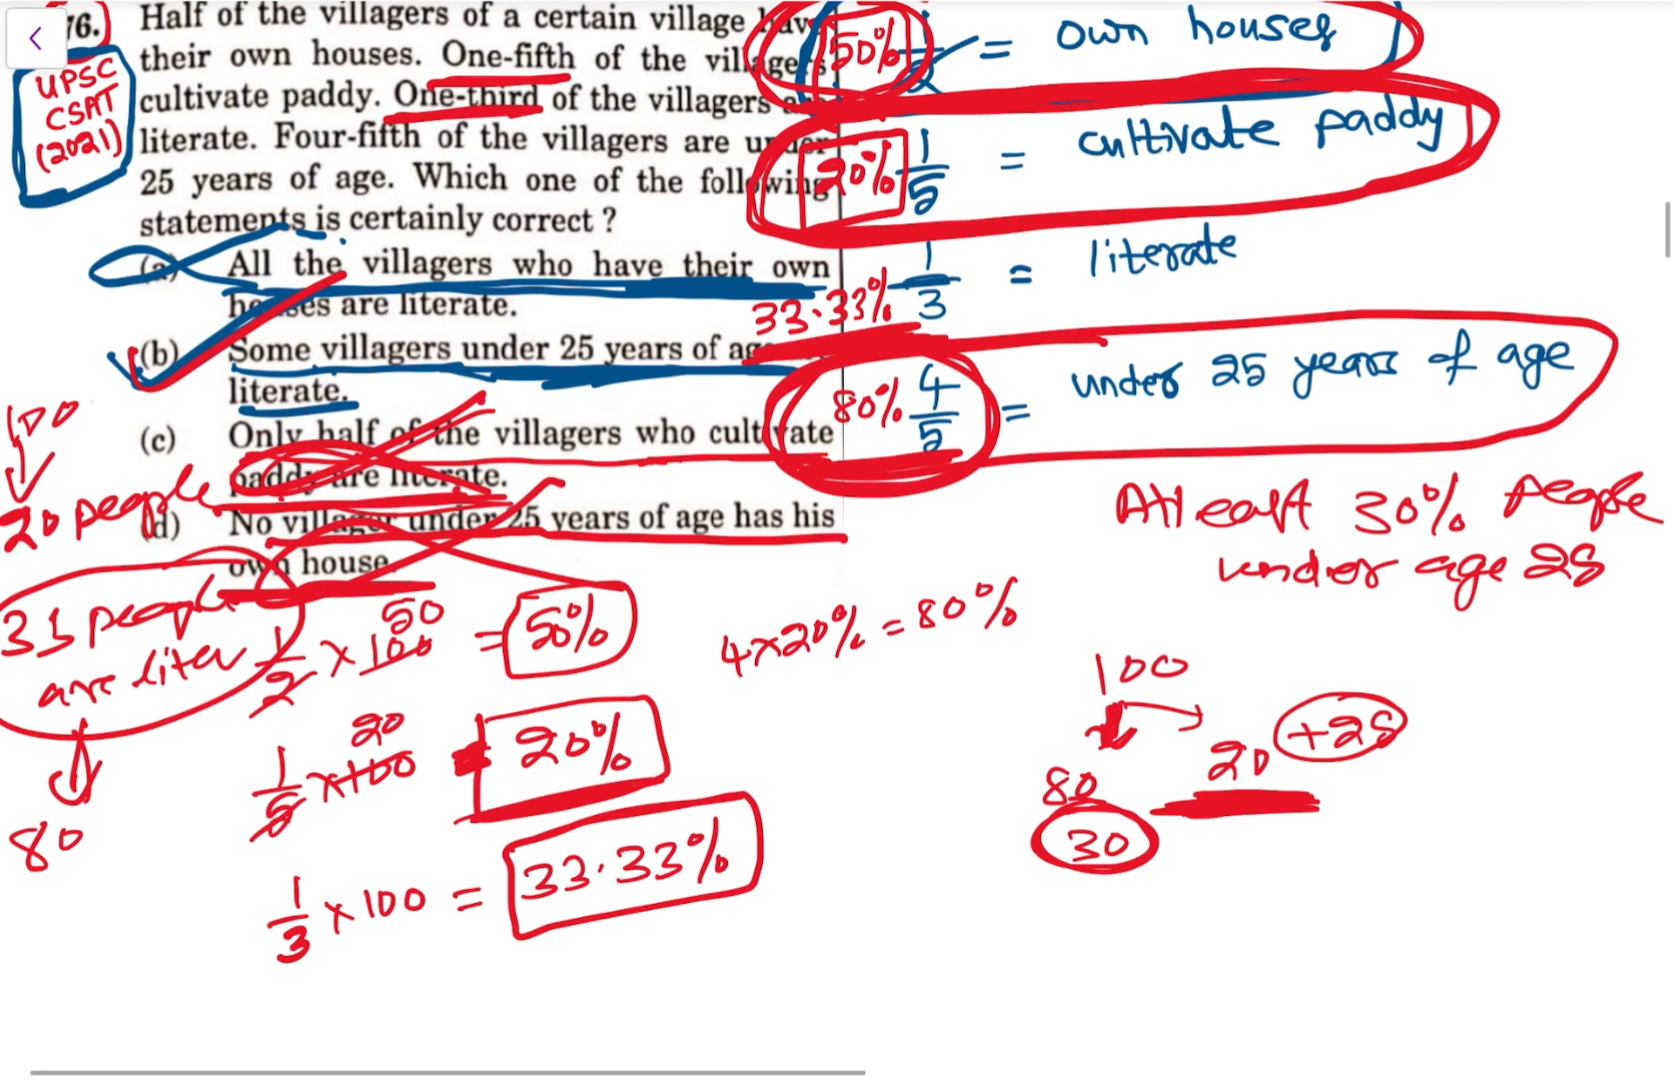 76.)
UPSC
CSAT
(2021)
Half of the villagers of a certain village have
their own houses. One-fifth of the villagers
cultivate paddy. One-third of the villagers are
literate. Four-fifth of the villagers are under
25 years of age. Which one of the following
statements is certainly correct ?
(a) All the villagers who have their own
houses are literate.
(b) Some villagers under 25 years of age
literate.
(c) Only half of the villagers who cultivate
paddy are literate.
(d) No villager under 25 years of age has his
own house.
50% 1/2 = own houses
20% 1/5 = cultivate paddy
33.33% 1/3 = literate
80% 4/5 = under 25 years of age
Atleast 30% people
under age 25
100
20 people
33 people
are liter
80
1/2 × 100 50 = 50%
4×20% = 80%
1/5 ×100 20 = 20%
1/3 × 100 = 33.33%
100
80 20 +25
30